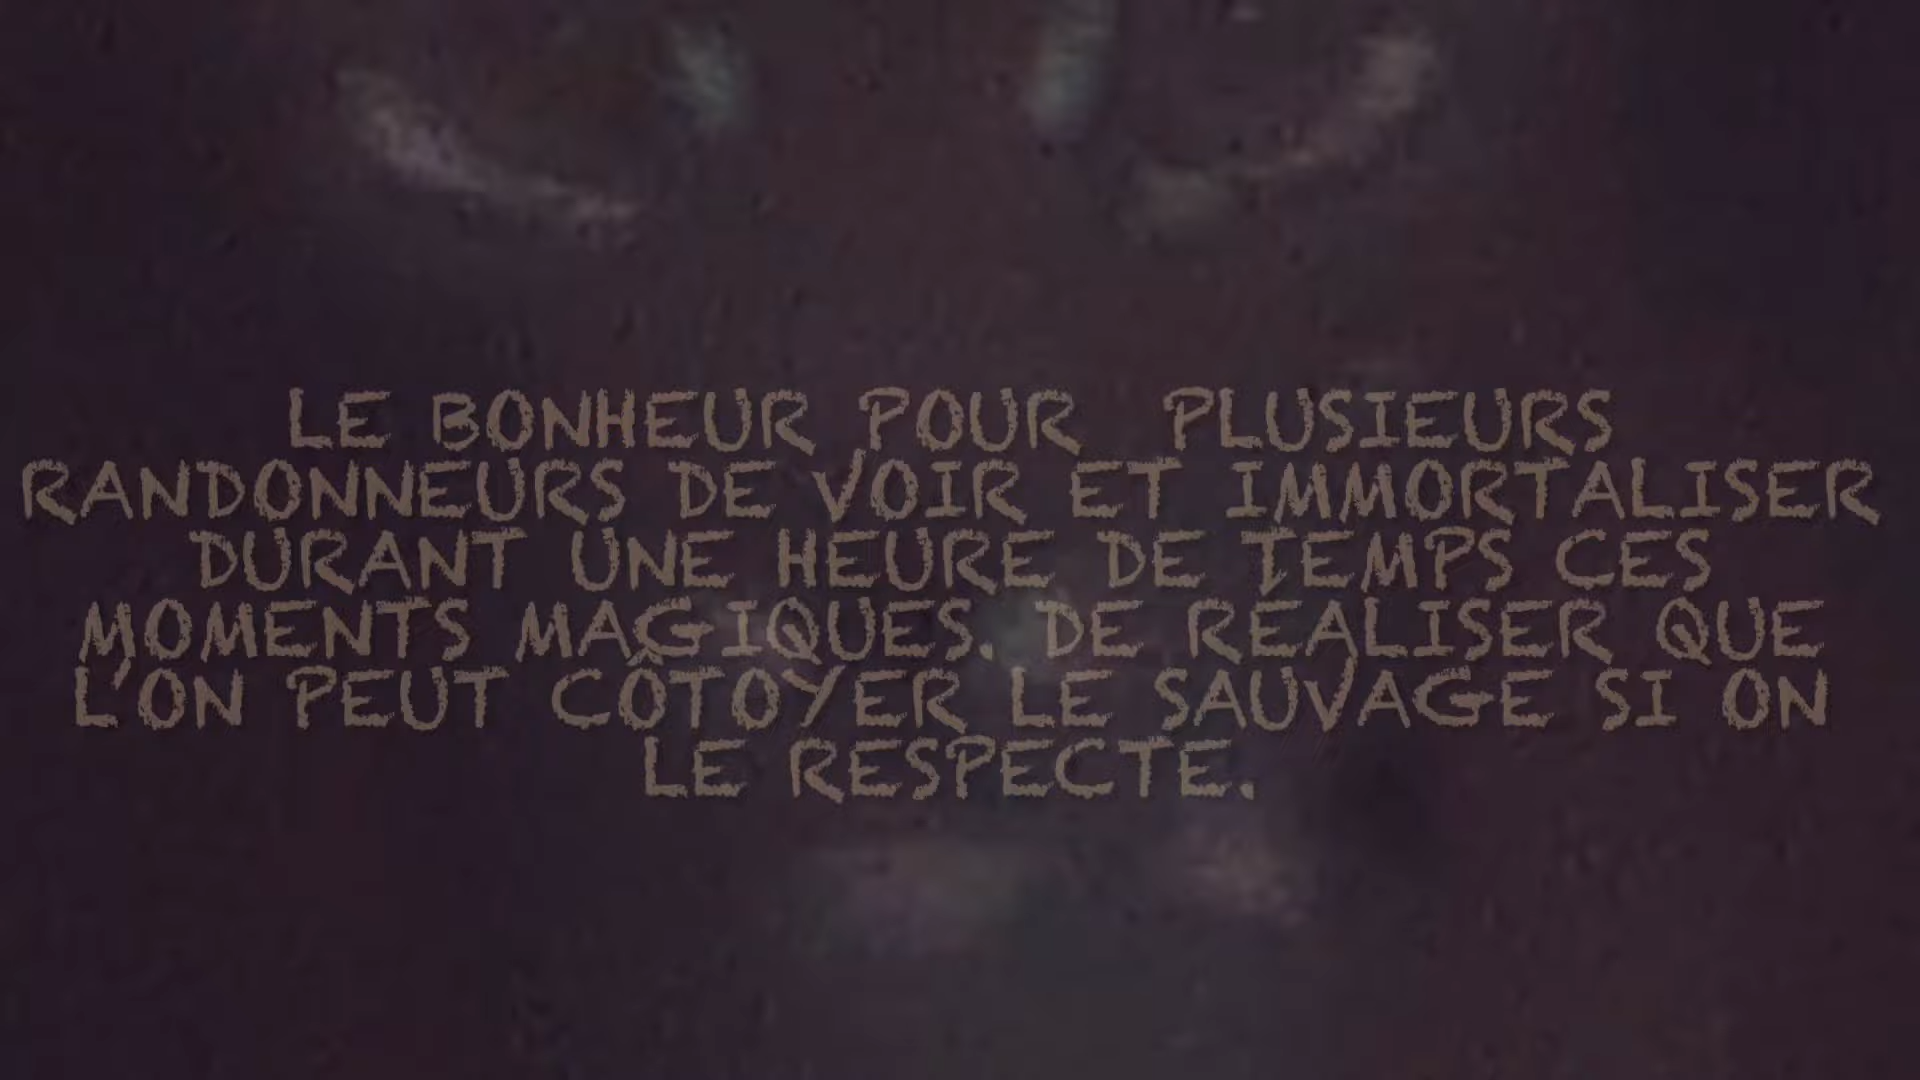 LE BONHEUR POUR PLUSIEURS
RANDONNEURS DE VOIR ET IMMORTALISER
DURANT UNE HEURE DE TEMPS CES
MOMENTS MAGIQUES. DE REALISER QUE
L'ON PEUT CÔTOYER LE SAUVAGE SI ON
LE RESPECTE.